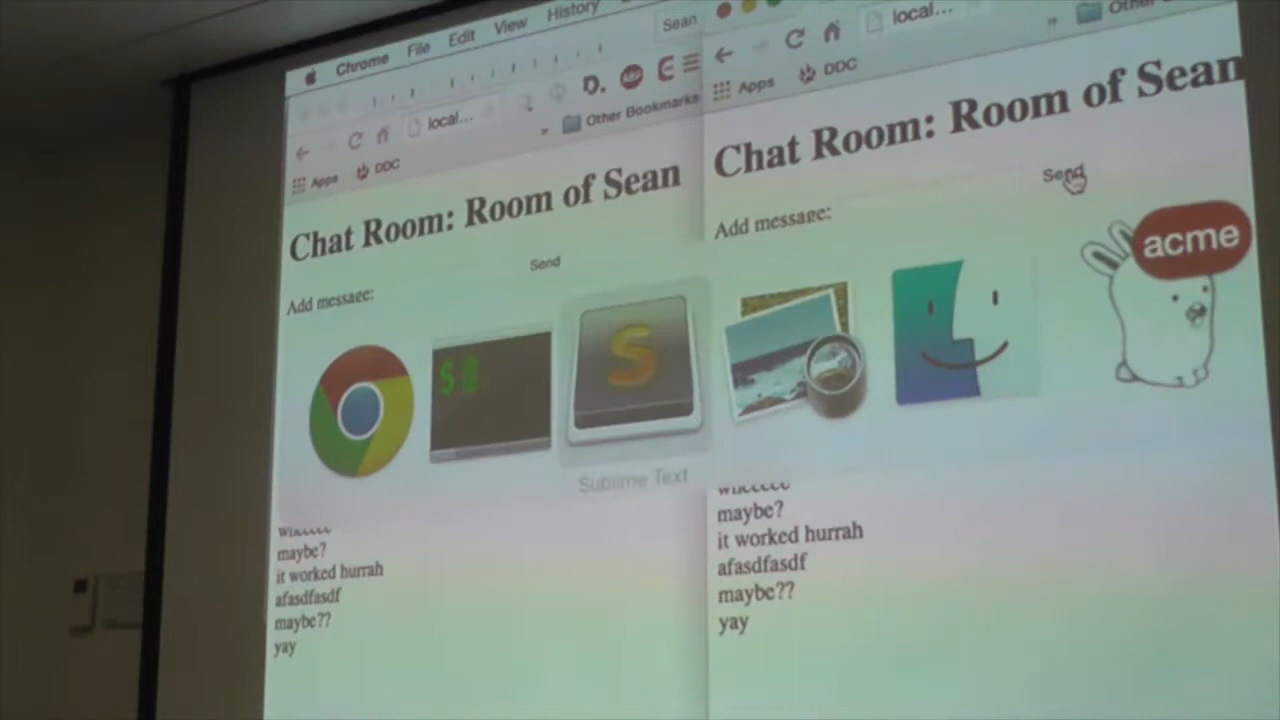 Chrome File Edit View History
Sean
D. ABP
local...
Other Bookmarks
Apps DDC
Chat Room: Room of Sean
Send
Add message:
$
S
Sublime Text
maybe?
it worked hurrah
afasdfasdf
maybe??
yay
local...
Apps DDC
Chat Room: Room of Sean
Send
Add message:
acme
maybe?
it worked hurrah
afasdfasdf
maybe??
yay